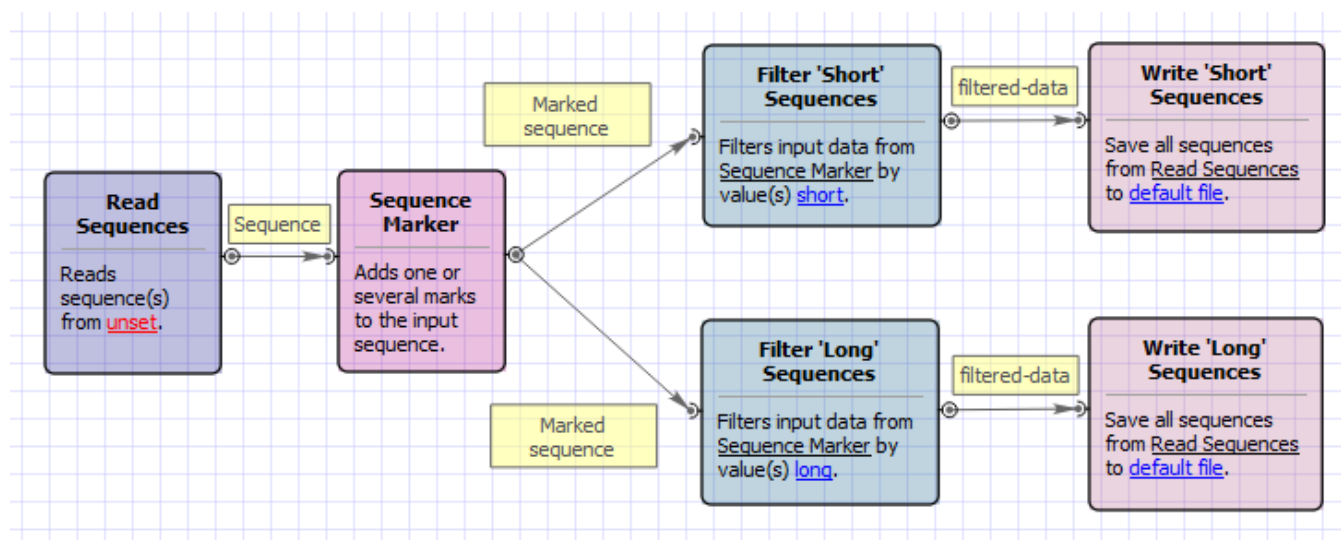 Read
Sequences
Reads
sequence(s)
from unset.
Sequence
Sequence
Marker
Adds one or
several marks
to the input
sequence.
Marked
sequence
Filter 'Short'
Sequences
Filters input data from
Sequence Marker by
value(s) short.
filtered-data
Write 'Short'
Sequences
Save all sequences
from Read Sequences
to default file.
Marked
sequence
Filter 'Long'
Sequences
Filters input data from
Sequence Marker by
value(s) long.
filtered-data
Write 'Long'
Sequences
Save all sequences
from Read Sequences
to default file.